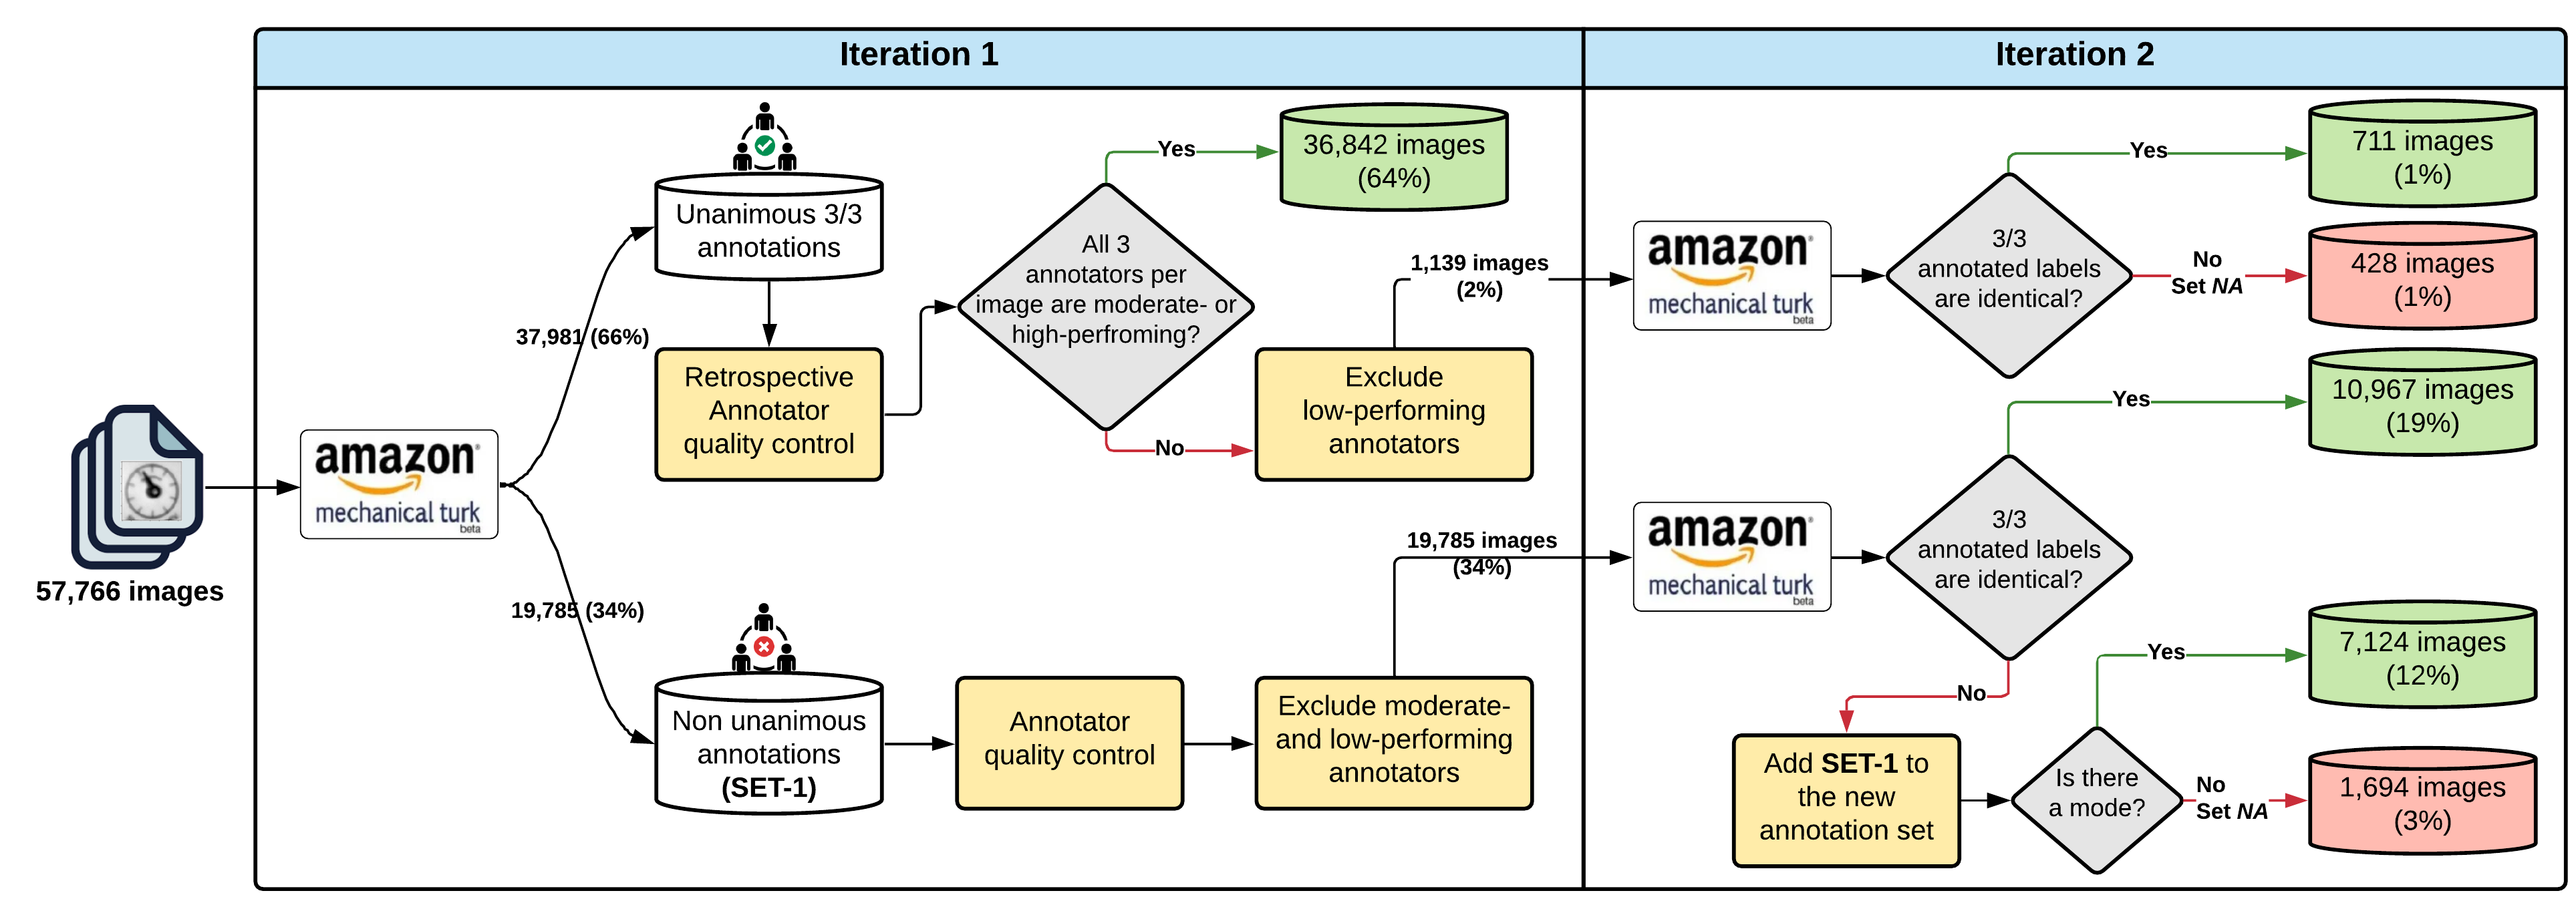 Iteration 1
Iteration 2
57,766 images
amazon®
mechanical turk
beta
37,981 (66%)
19,785 (34%)
Unanimous 3/3
annotations
Retrospective
Annotator
quality control
All 3
annotators per
image are moderate- or
high-perfroming?
Yes
36,842 images
(64%)
No
Exclude
low-performing
annotators
1,139 images
(2%)
Non unanimous
annotations
(SET-1)
Annotator
quality control
Exclude moderate-
and low-performing
annotators
19,785 images
(34%)
amazon®
mechanical turk
beta
3/3
annotated labels
are identical?
Yes
711 images
(1%)
No
Set NA
428 images
(1%)
amazon®
mechanical turk
beta
3/3
annotated labels
are identical?
Yes
10,967 images
(19%)
No
Add SET-1 to
the new
annotation set
Is there
a mode?
Yes
7,124 images
(12%)
No
Set NA
1,694 images
(3%)